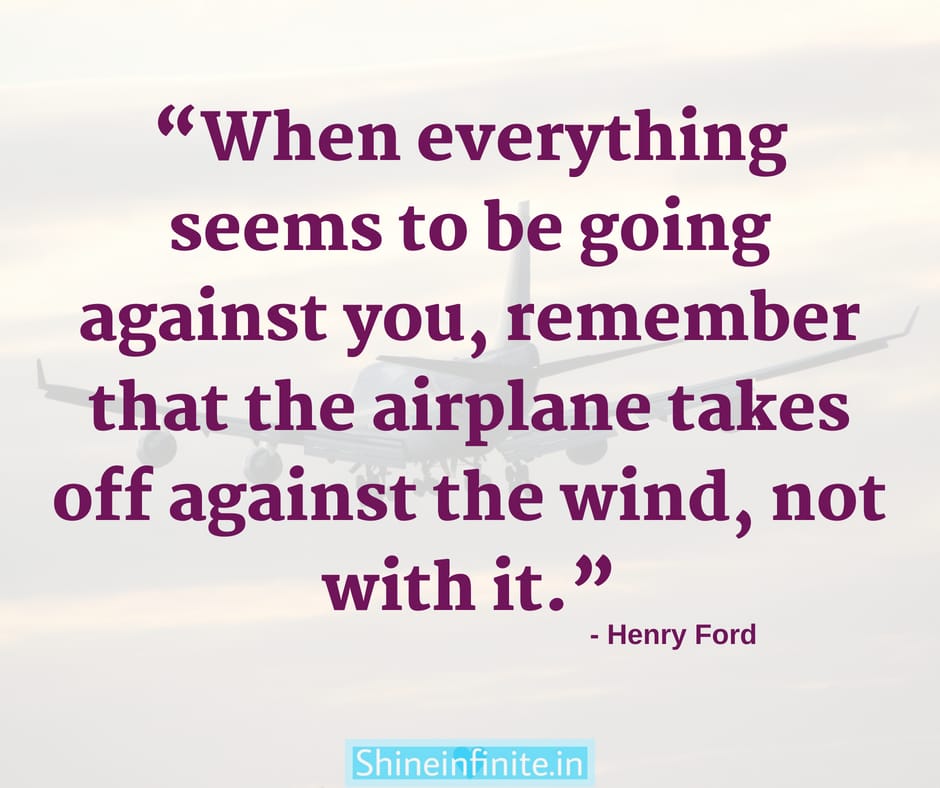 “When everything
seems to be going
against you, remember
that the airplane takes
off against the wind, not
with it.”
- Henry Ford
Shineinfinite.in